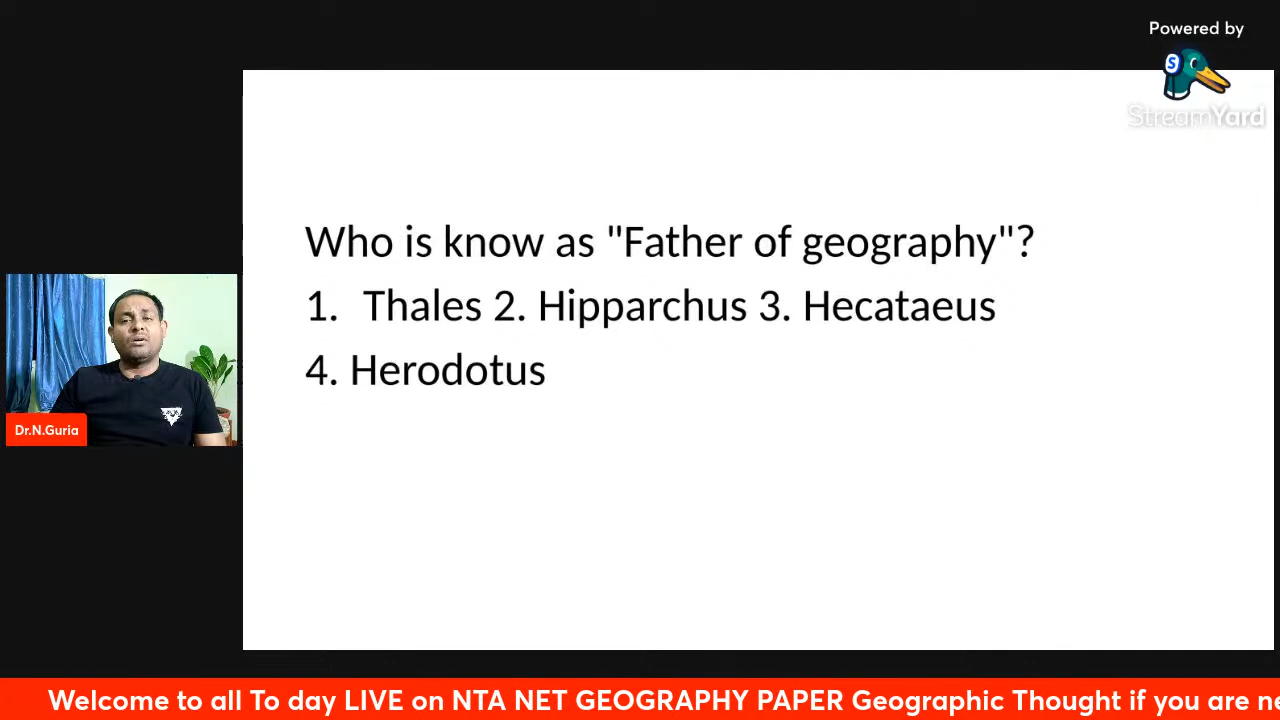 Powered by
StreamYard
Who is know as "Father of geography"?
1. Thales 2. Hipparchus 3. Hecataeus
4. Herodotus
Dr.N.Guria
Welcome to all To day LIVE on NTA NET GEOGRAPHY PAPER Geographic Thought if you are